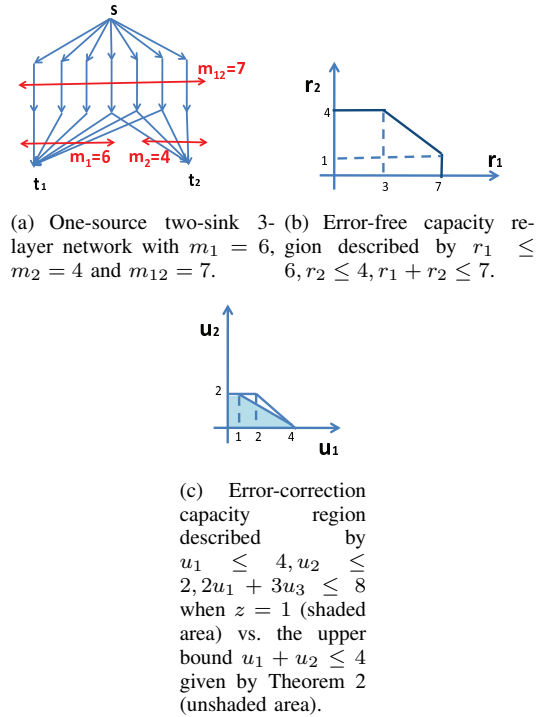 s
m12=7
m1=6 m2=4
t1 t2
r2
4
1
3 7 r1
(a) One-source two-sink 3-
layer network with m1 = 6,
m2 = 4 and m12 = 7.
(b) Error-free capacity re-
gion described by r1 ≤
6, r2 ≤ 4, r1 + r2 ≤ 7.
u2
2
1 2 4
u1
(c) Error-correction
capacity region
described by
u1 ≤ 4, u2 ≤
2, 2u1 + 3u3 ≤ 8
when z = 1 (shaded
area) vs. the upper
bound u1 + u2 ≤ 4
given by Theorem 2
(unshaded area).